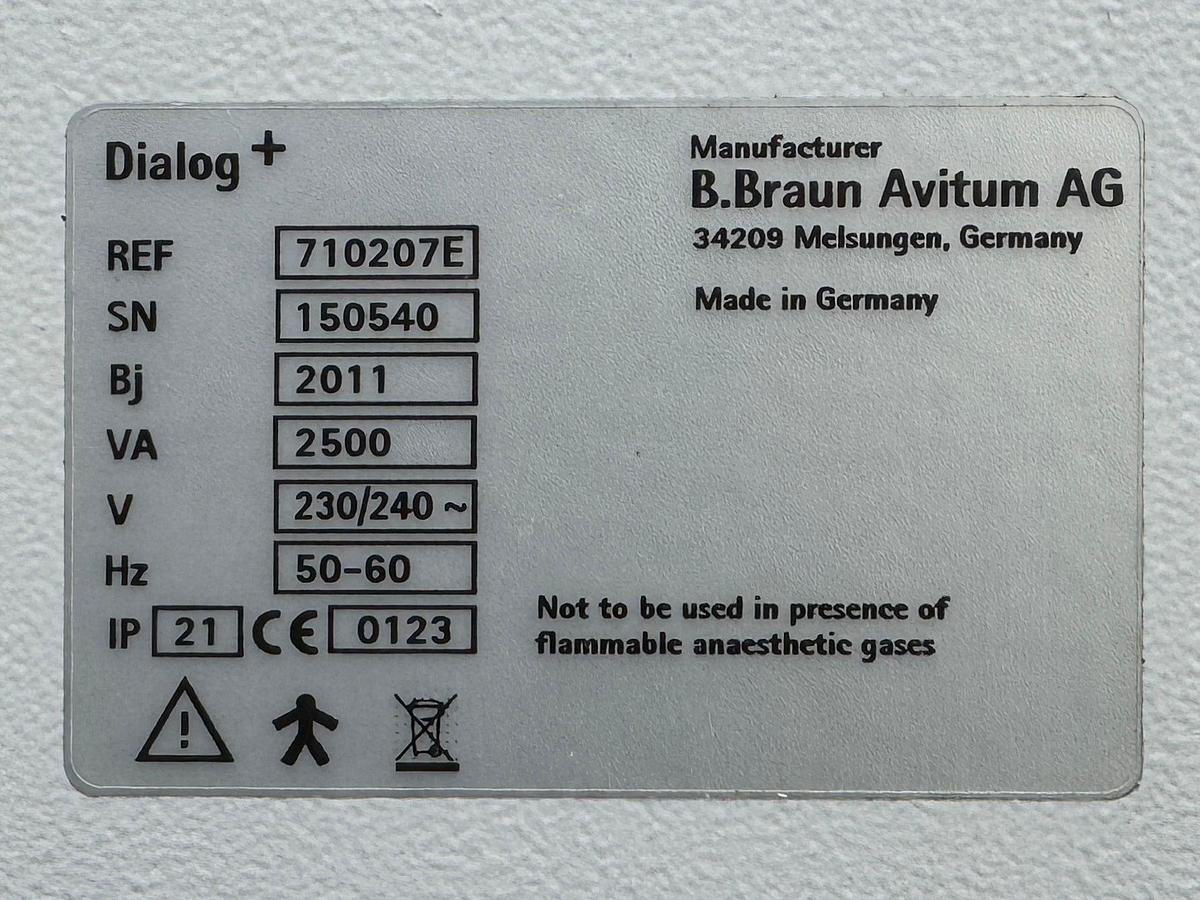 Dialog+
REF 710207E
SN 150540
Bj 2011
VA 2500
V 230/240 ~
Hz 50-60
IP 21 CE 0123
Manufacturer
B.Braun Avitum AG
34209 Melsungen, Germany
Made in Germany
Not to be used in presence of
flammable anaesthetic gases